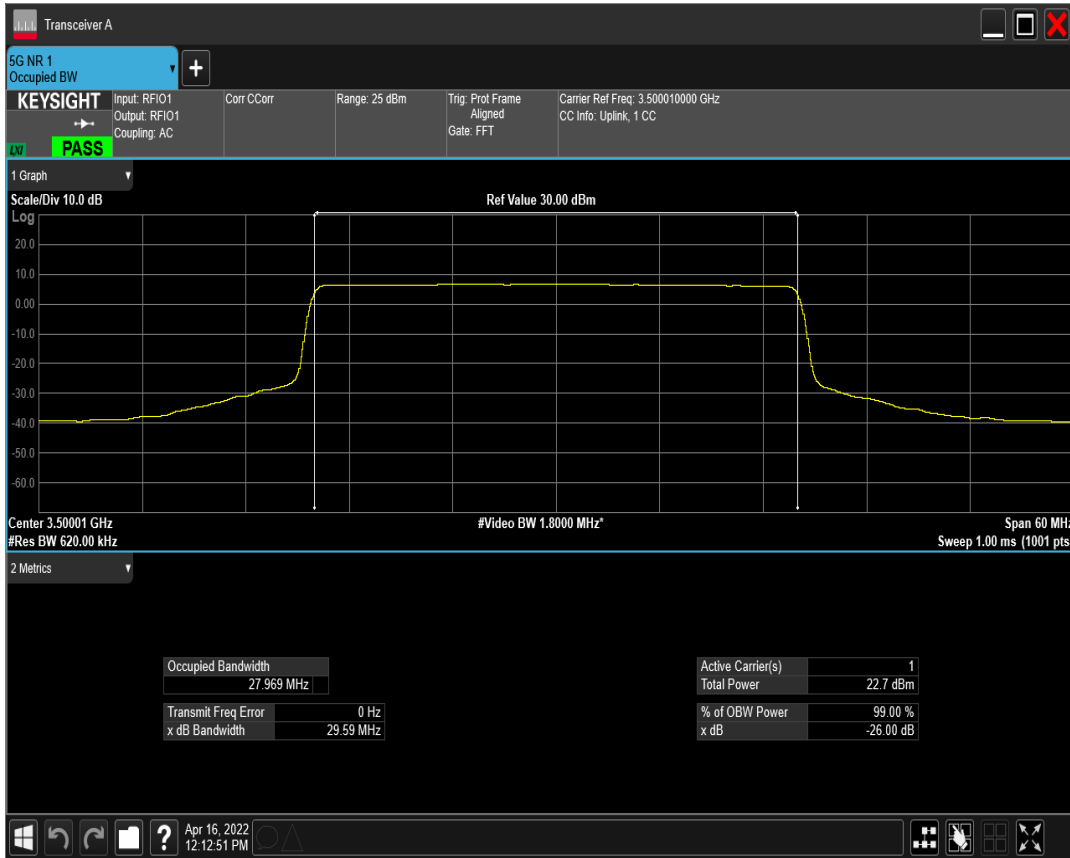 Transceiver A
5G NR 1
Occupied BW
+
KEYSIGHT
LXI
PASS
Input: RFIO1
Output: RFIO1
Coupling: AC
Corr CCorr
Range: 25 dBm
Trig: Prot Frame
Aligned
Gate: FFT
Carrier Ref Freq: 3.500010000 GHz
CC Info: Uplink, 1 CC
1 Graph
Scale/Div 10.0 dB
Ref Value 30.00 dBm
Log
20.0
10.0
0.00
-10.0
-20.0
-30.0
-40.0
-50.0
-60.0
Center 3.50001 GHz
#Video BW 1.8000 MHz*
Span 60 MHz
#Res BW 620.00 kHz
Sweep 1.00 ms (1001 pts
2 Metrics
Occupied Bandwidth
27.969 MHz
Transmit Freq Error 0 Hz
x dB Bandwidth 29.59 MHz
Active Carrier(s) 1
Total Power 22.7 dBm
% of OBW Power 99.00 %
x dB -26.00 dB
?
Apr 16, 2022
12:12:51 PM